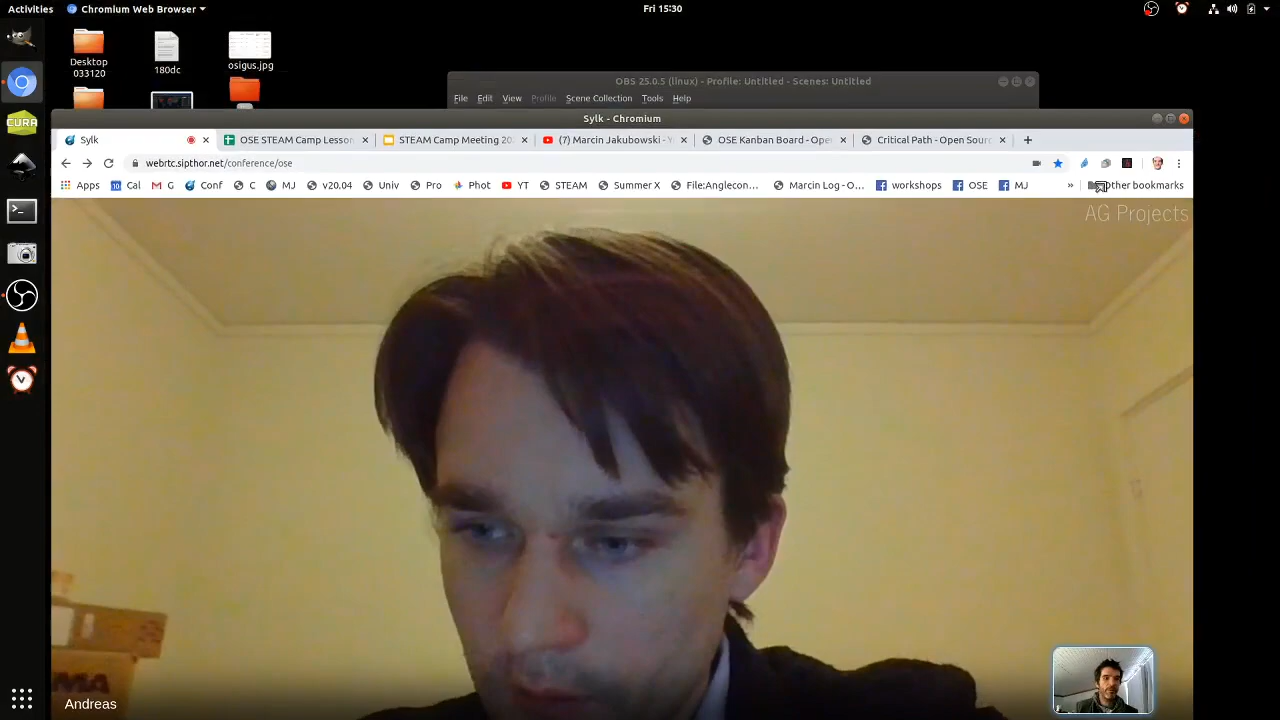 Activities Chromium Web Browser Fri 15:30
Desktop
033120
180dc
osigus.jpg
OBS 25.0.5 (linux) - Profile: Untitled - Scenes: Untitled
File Edit View Profile Scene Collection Tools Help
Sylk - Chromium
Sylk OSE STEAM Camp Lesson STEAM Camp Meeting 202 (7) Marcin Jakubowski - Y OSE Kanban Board - Open Critical Path - Open Sourc
webrtc.sipthor.net/conference/ose
Apps Cal G Conf C MJ v20.04 Univ Pro Phot YT STEAM Summer X File:Anglecon... Marcin Log - O... workshops OSE MJ » Other bookmarks
AG Projects
CURA
Andreas